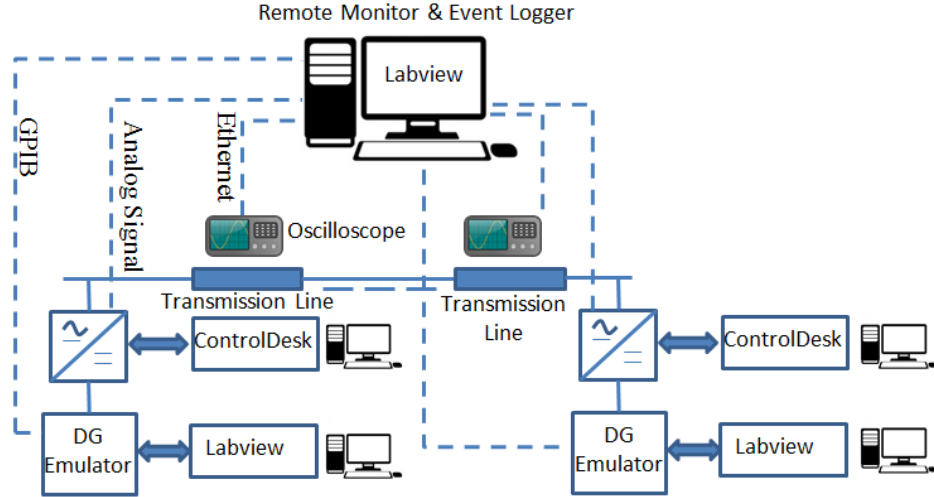 Remote Monitor & Event Logger
Labview
GPIB
Analog Signal
Ethernet
Oscilloscope
Transmission Line
Transmission
Line
ControlDesk
ControlDesk
DG
Emulator
Labview
DG
Emulator
Labview